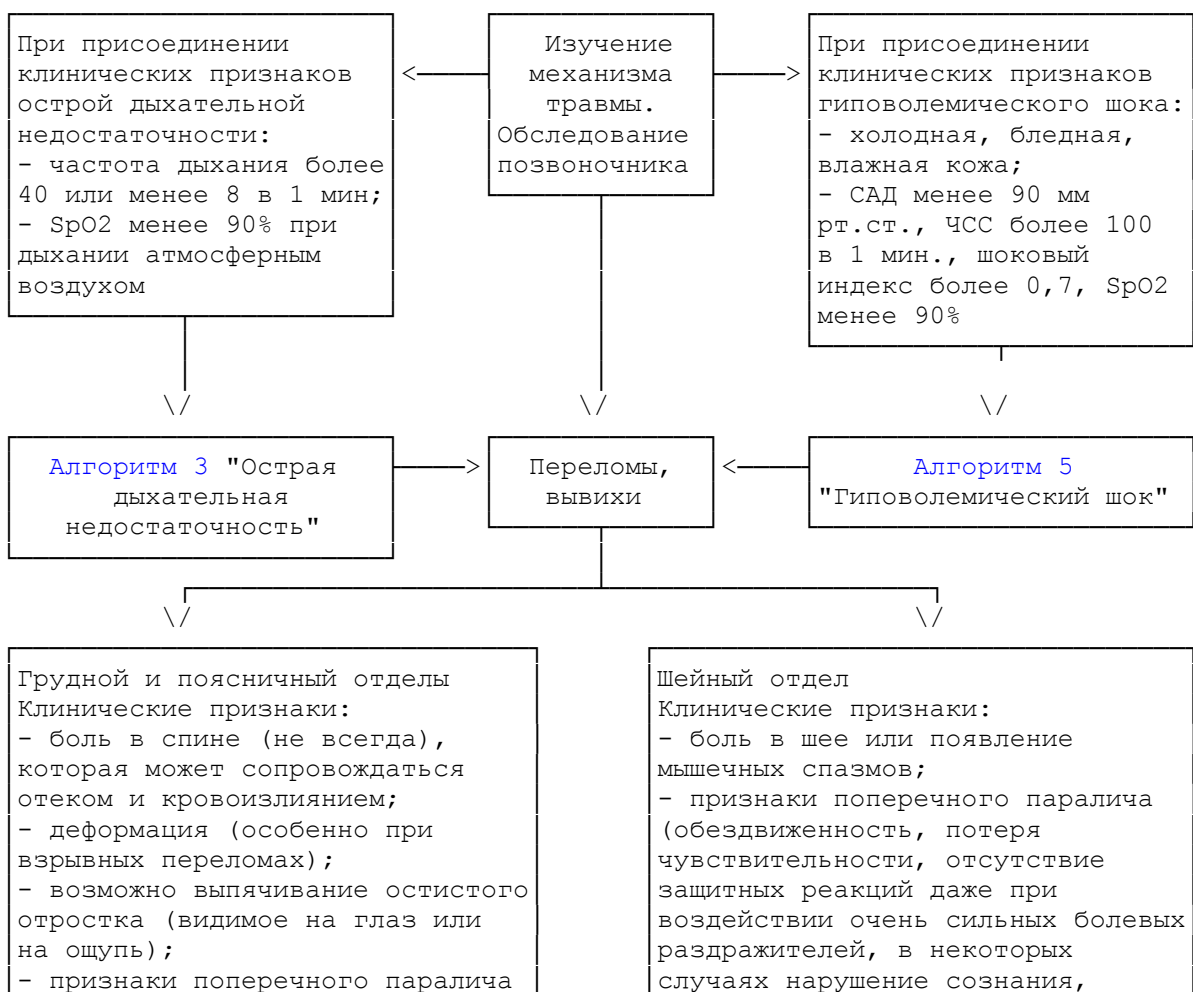 При присоединении
клинических признаков
острой дыхательной
недостаточности:
- частота дыхания более
40 или менее 8 в 1 мин;
- SpO2 менее 90% при
дыхании атмосферным
воздухом
Изучение
механизма
травмы.
Обследование
позвоночника
При присоединении
клинических признаков
гиповолемического шока:
- холодная, бледная,
влажная кожа;
- САД менее 90 мм
рт.ст., ЧСС более 100
в 1 мин., шоковый
индекс более 0,7, SpO2
менее 90%
Алгоритм 3 "Острая
дыхательная
недостаточность"
Переломы,
вывихи
Алгоритм 5
"Гиповолемический шок"
Грудной и поясничный отделы
Клинические признаки:
- боль в спине (не всегда),
которая может сопровождаться
отеком и кровоизлиянием;
- деформация (особенно при
взрывных переломах);
- возможно выпячивание остистого
отростка (видимое на глаз или
на ощупь);
- признаки поперечного паралича
Шейный отдел
Клинические признаки:
- боль в шее или появление
мышечных спазмов;
- признаки поперечного паралича
(обездвиженность, потеря
чувствительности, отсутствие
защитных реакций даже при
воздействии очень сильных болевых
раздражителей, в некоторых
случаях нарушение сознания,